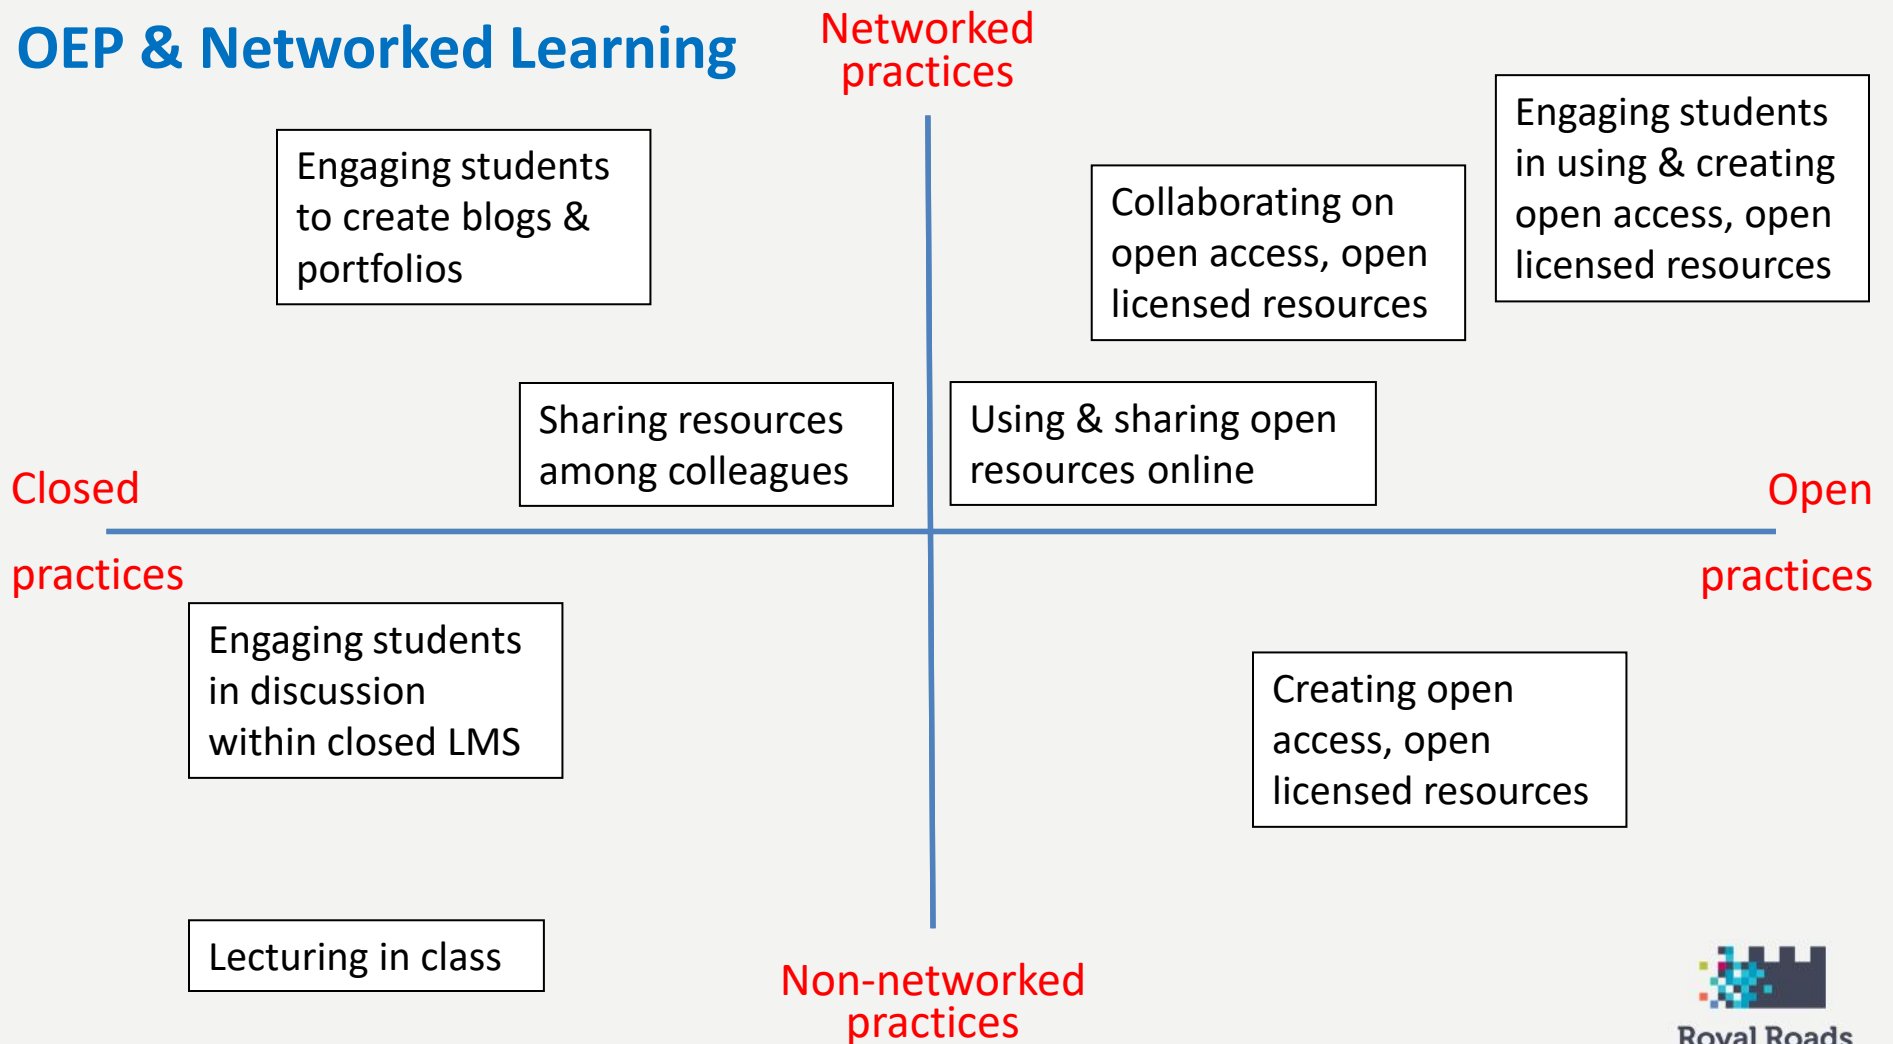 OEP & Networked Learning
Networked
practices
Engaging students
to create blogs &
portfolios
Collaborating on
open access, open
licensed resources
Engaging students
in using & creating
open access, open
licensed resources
Sharing resources
among colleagues
Using & sharing open
resources online
Closed
practices
Open
practices
Engaging students
in discussion
within closed LMS
Creating open
access, open
licensed resources
Lecturing in class
Non-networked
practices
Royal Roads